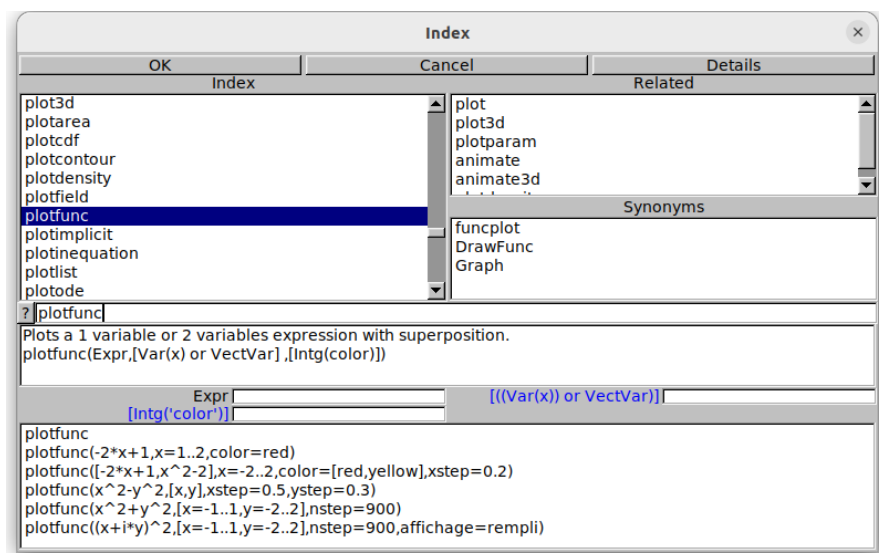 Index
×
OK Cancel Details
Index Related
plot3d
plotarea
plotcdf
plotcontour
plotdensity
plotfield
plotfunc
plotimplicit
plotinequation
plotlist
plotode
plot
plot3d
plotparam
animate
animate3d
Synonyms
funcplot
DrawFunc
Graph
? plotfunc
Plots a 1 variable or 2 variables expression with superposition.
plotfunc(Expr,[Var(x) or VectVar] ,[Intg(color)])
Expr [((Var(x)) or VectVar)]
[Intg('color')]
plotfunc
plotfunc(-2*x+1,x=1..2,color=red)
plotfunc([-2*x+1,x^2-2],x=-2..2,color=[red,yellow],xstep=0.2)
plotfunc(x^2-y^2,[x,y],xstep=0.5,ystep=0.3)
plotfunc(x^2+y^2,[x=-1..1,y=-2..2],nstep=900)
plotfunc((x+i*y)^2,[x=-1..1,y=-2..2],nstep=900,affichage=rempli)